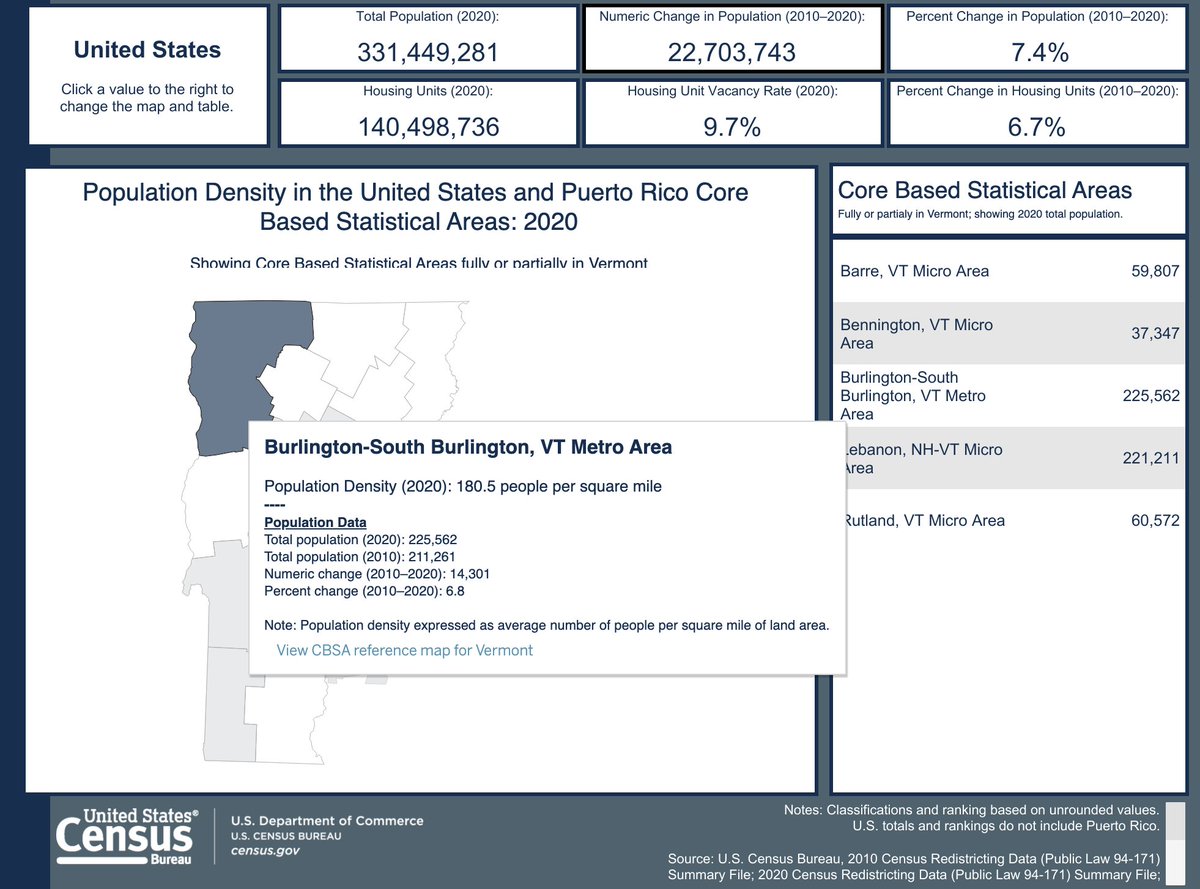 United States
Click a value to the right to
change the map and table.
Total Population (2020):
331,449,281
Numeric Change in Population (2010–2020):
22,703,743
Percent Change in Population (2010–2020):
7.4%
Housing Units (2020):
140,498,736
Housing Unit Vacancy Rate (2020):
9.7%
Percent Change in Housing Units (2010–2020):
6.7%
Population Density in the United States and Puerto Rico Core
Based Statistical Areas: 2020
Showing Core Based Statistical Areas fully or partially in Vermont
Burlington-South Burlington, VT Metro Area
Population Density (2020): 180.5 people per square mile
----
Population Data
Total population (2020): 225,562
Total population (2010): 211,261
Numeric change (2010–2020): 14,301
Percent change (2010–2020): 6.8
Note: Population density expressed as average number of people per square mile of land area.
View CBSA reference map for Vermont
Core Based Statistical Areas
Fully or partialy in Vermont; showing 2020 total population.
Barre, VT Micro Area 59,807
Bennington, VT Micro
Area 37,347
Burlington-South
Burlington, VT Metro 225,562
Area
Lebanon, NH-VT Micro
Area 221,211
Rutland, VT Micro Area 60,572
United States®
Census
Bureau
U.S. Department of Commerce
U.S. CENSUS BUREAU
census.gov
Notes: Classifications and ranking based on unrounded values.
U.S. totals and rankings do not include Puerto Rico.
Source: U.S. Census Bureau, 2010 Census Redistricting Data (Public Law 94-171)
Summary File; 2020 Census Redistricting Data (Public Law 94-171) Summary File;